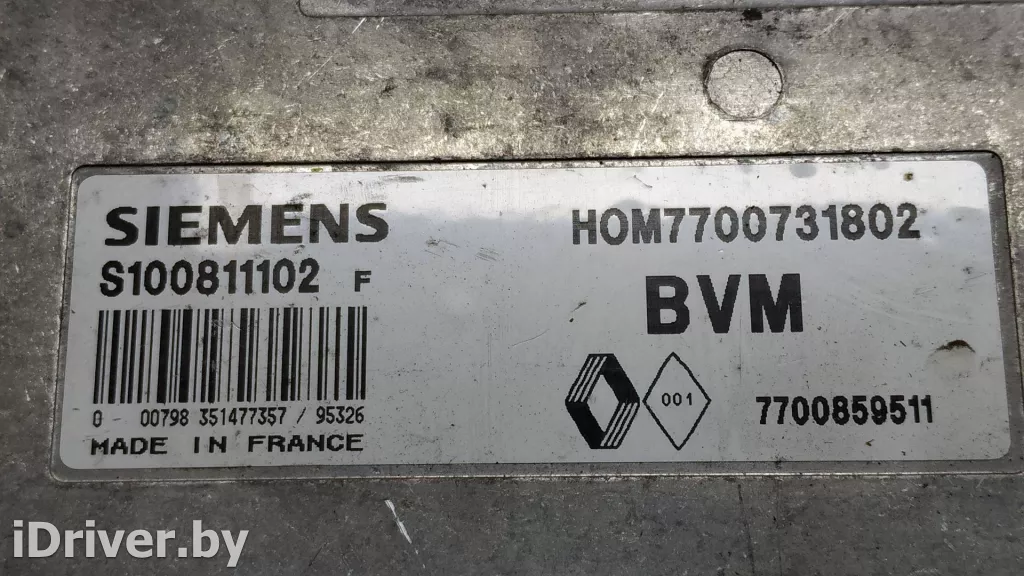 SIEMENS
S100811102 F
0 - 00798 351477357 / 95326
MADE IN FRANCE
HOM7700731802
BVM
001
7700859511
iDriver.by